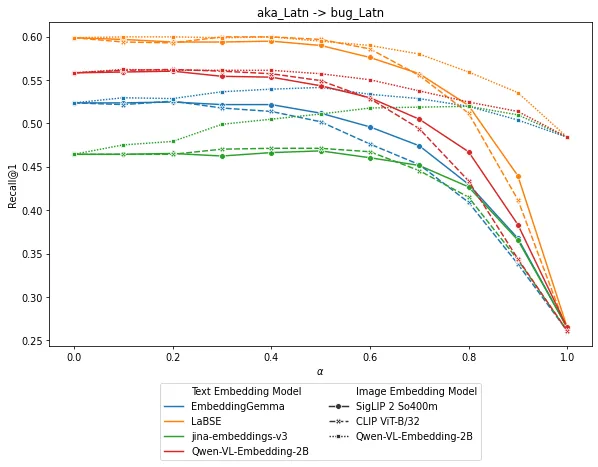 aka_Latn -> bug_Latn
Recall@1
0.60
0.55
0.50
0.45
0.40
0.35
0.30
0.25
0.0 0.2 0.4 0.6 0.8 1.0
α
Text Embedding Model Image Embedding Model
EmbeddingGemma SigLIP 2 So400m
LaBSE CLIP ViT-B/32
jina-embeddings-v3 Qwen-VL-Embedding-2B
Qwen-VL-Embedding-2B